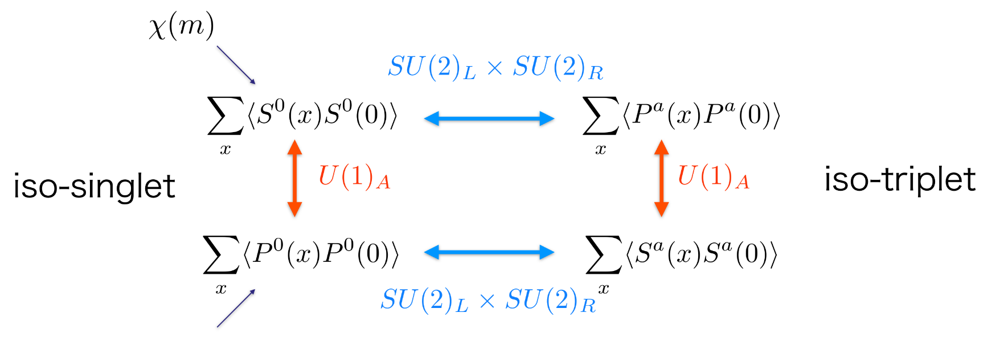 χ(m)
SU(2)_L × SU(2)_R
∑_x ⟨S^0(x)S^0(0)⟩ ∑_x ⟨P^a(x)P^a(0)⟩
iso-singlet U(1)_A U(1)_A iso-triplet
∑_x ⟨P^0(x)P^0(0)⟩ ∑_x ⟨S^a(x)S^a(0)⟩
SU(2)_L × SU(2)_R